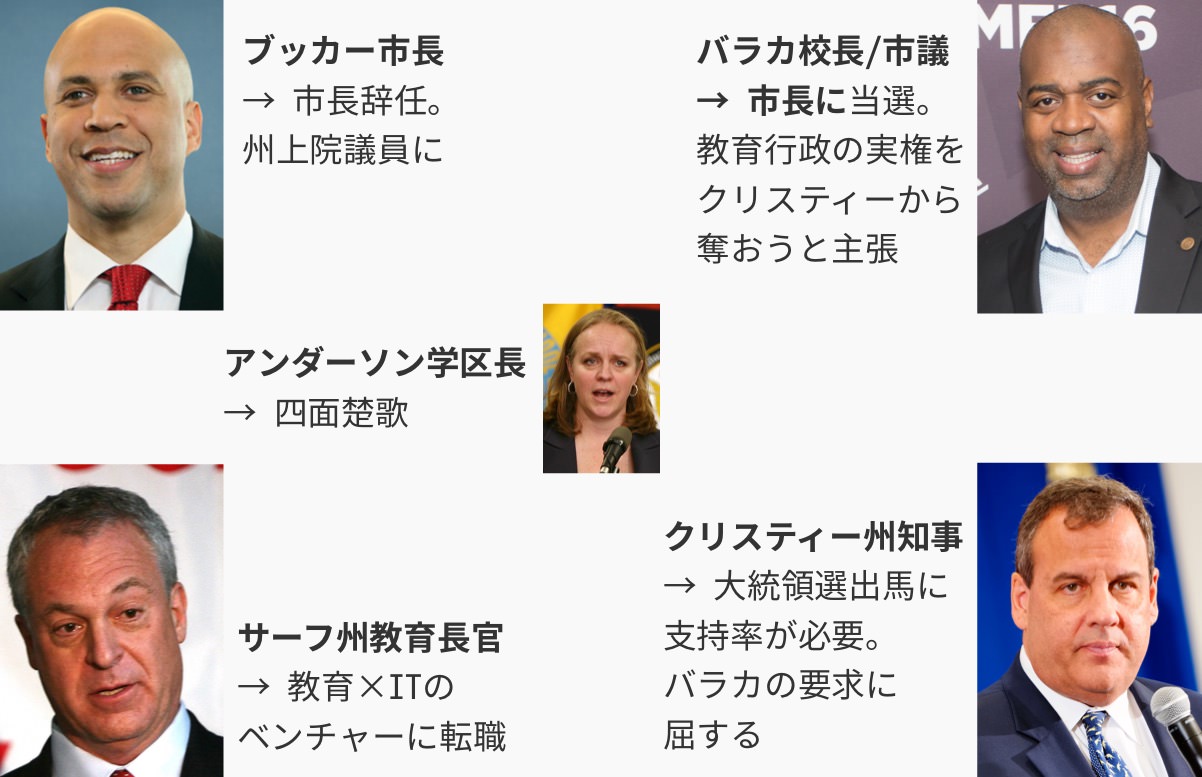 ブッカー市長
→ 市長辞任。
州上院議員に
バラカ校長/市議
→ 市長に当選。
教育行政の実権を
クリスティーから
奪おうと主張
アンダーソン学区長
→ 四面楚歌
サーフ州教育長官
→ 教育×ITの
ベンチャーに転職
クリスティー州知事
→ 大統領選出馬に
支持率が必要。
バラカの要求に
屈する